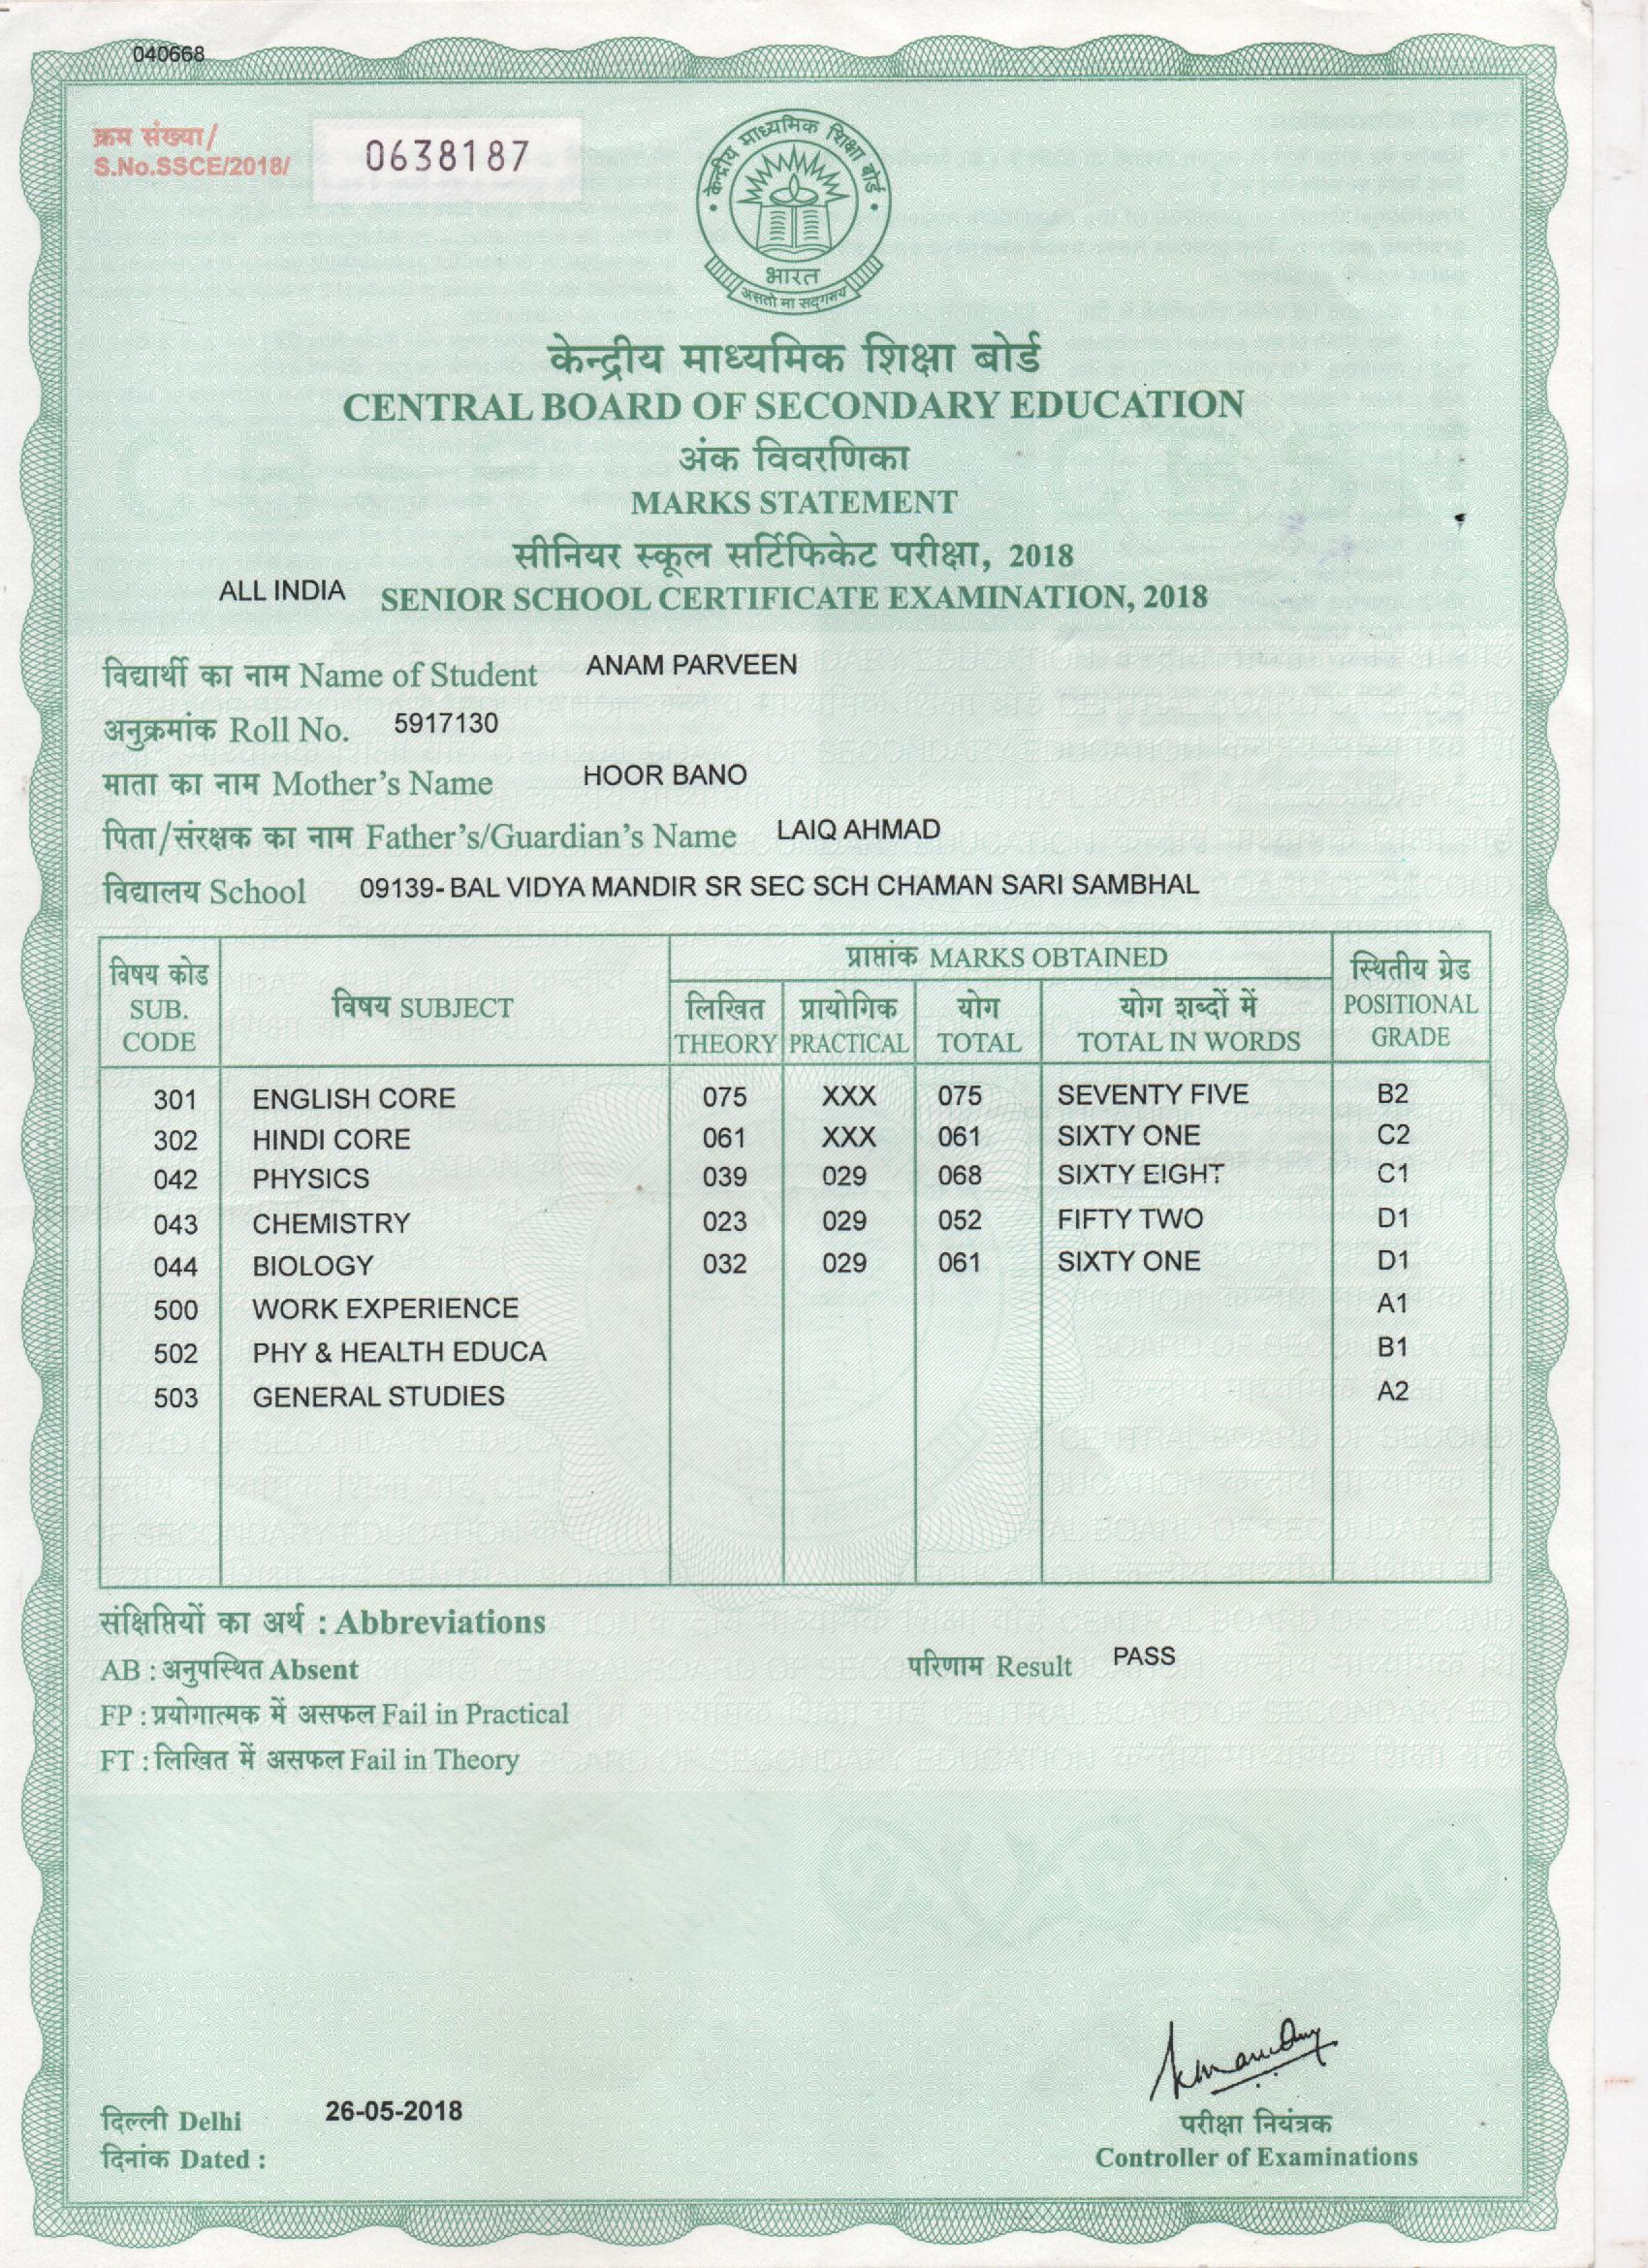 040668
क्रम संख्या/
S.No.SSCE/2018/ 0638187
केन्द्रीय माध्यमिक शिक्षा बोर्ड
भारत
असतो मा सद्गमय
केन्द्रीय माध्यमिक शिक्षा बोर्ड
CENTRAL BOARD OF SECONDARY EDUCATION
अंक विवरणिका
MARKS STATEMENT
सीनियर स्कूल सर्टिफिकेट परीक्षा, 2018
ALL INDIA SENIOR SCHOOL CERTIFICATE EXAMINATION, 2018
विद्यार्थी का नाम Name of Student ANAM PARVEEN
अनुक्रमांक Roll No. 5917130
माता का नाम Mother's Name HOOR BANO
पिता/संरक्षक का नाम Father's/Guardian's Name LAIQ AHMAD
विद्यालय School 09139- BAL VIDYA MANDIR SR SEC SCH CHAMAN SARI SAMBHAL
विषय कोड SUB. CODE विषय SUBJECT प्राप्तांक MARKS OBTAINED स्थितीय ग्रेड POSITIONAL GRADE
लिखित THEORY प्रायोगिक PRACTICAL योग TOTAL योग शब्दों में TOTAL IN WORDS
301 ENGLISH CORE 075 XXX 075 SEVENTY FIVE B2
302 HINDI CORE 061 XXX 061 SIXTY ONE C2
042 PHYSICS 039 029 068 SIXTY EIGHT C1
043 CHEMISTRY 023 029 052 FIFTY TWO D1
044 BIOLOGY 032 029 061 SIXTY ONE D1
500 WORK EXPERIENCE A1
502 PHY & HEALTH EDUCA B1
503 GENERAL STUDIES A2
संक्षिप्तियों का अर्थ : Abbreviations
AB : अनुपस्थित Absent
परिणाम Result PASS
FP : प्रयोगात्मक में असफल Fail in Practical
FT : लिखित में असफल Fail in Theory
दिल्ली Delhi 26-05-2018
दिनांक Dated :
परीक्षा नियंत्रक
Controller of Examinations